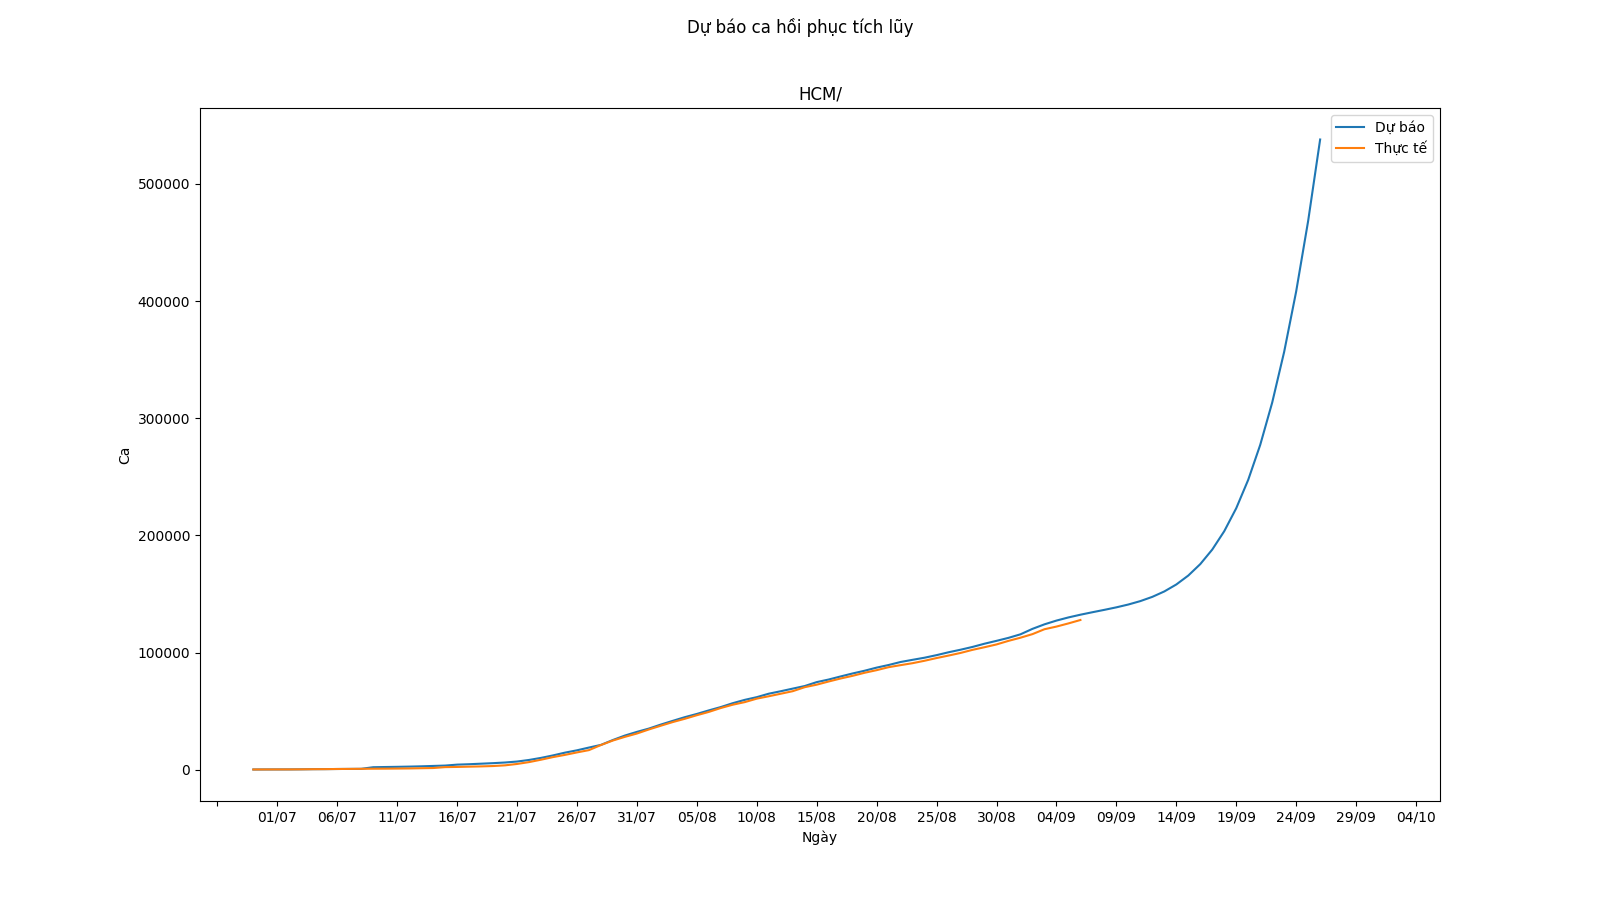 Dự báo ca hồi phục tích lũy
HCM/
Dự báo
Thực tế
500000
400000
300000
200000
100000
0
Ca
01/07 06/07 11/07 16/07 21/07 26/07 31/07 05/08 10/08 15/08 20/08 25/08 30/08 04/09 09/09 14/09 19/09 24/09 29/09 04/10
Ngày